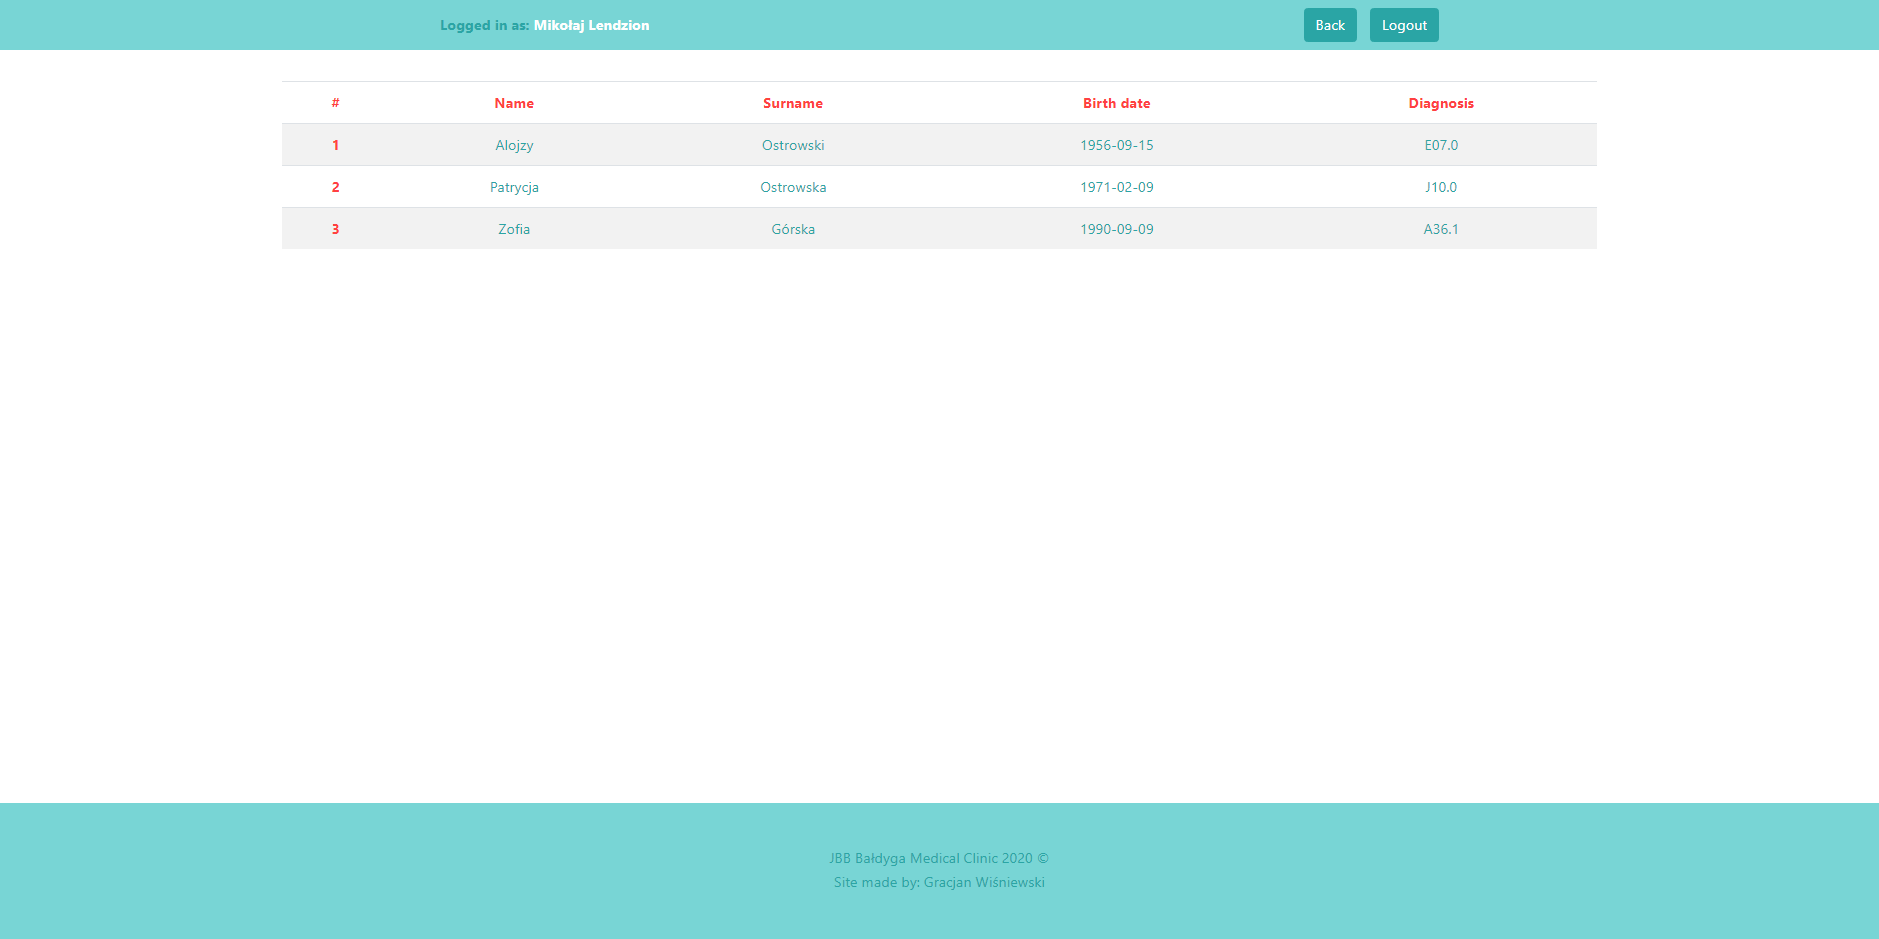 Logged in as: Mikołaj Lendzion Back Logout
# Name Surname Birth date Diagnosis
1 Alojzy Ostrowski 1956-09-15 E07.0
2 Patrycja Ostrowska 1971-02-09 J10.0
3 Zofia Górska 1990-09-09 A36.1
JBB Bałdyga Medical Clinic 2020 ©
Site made by: Gracjan Wiśniewski